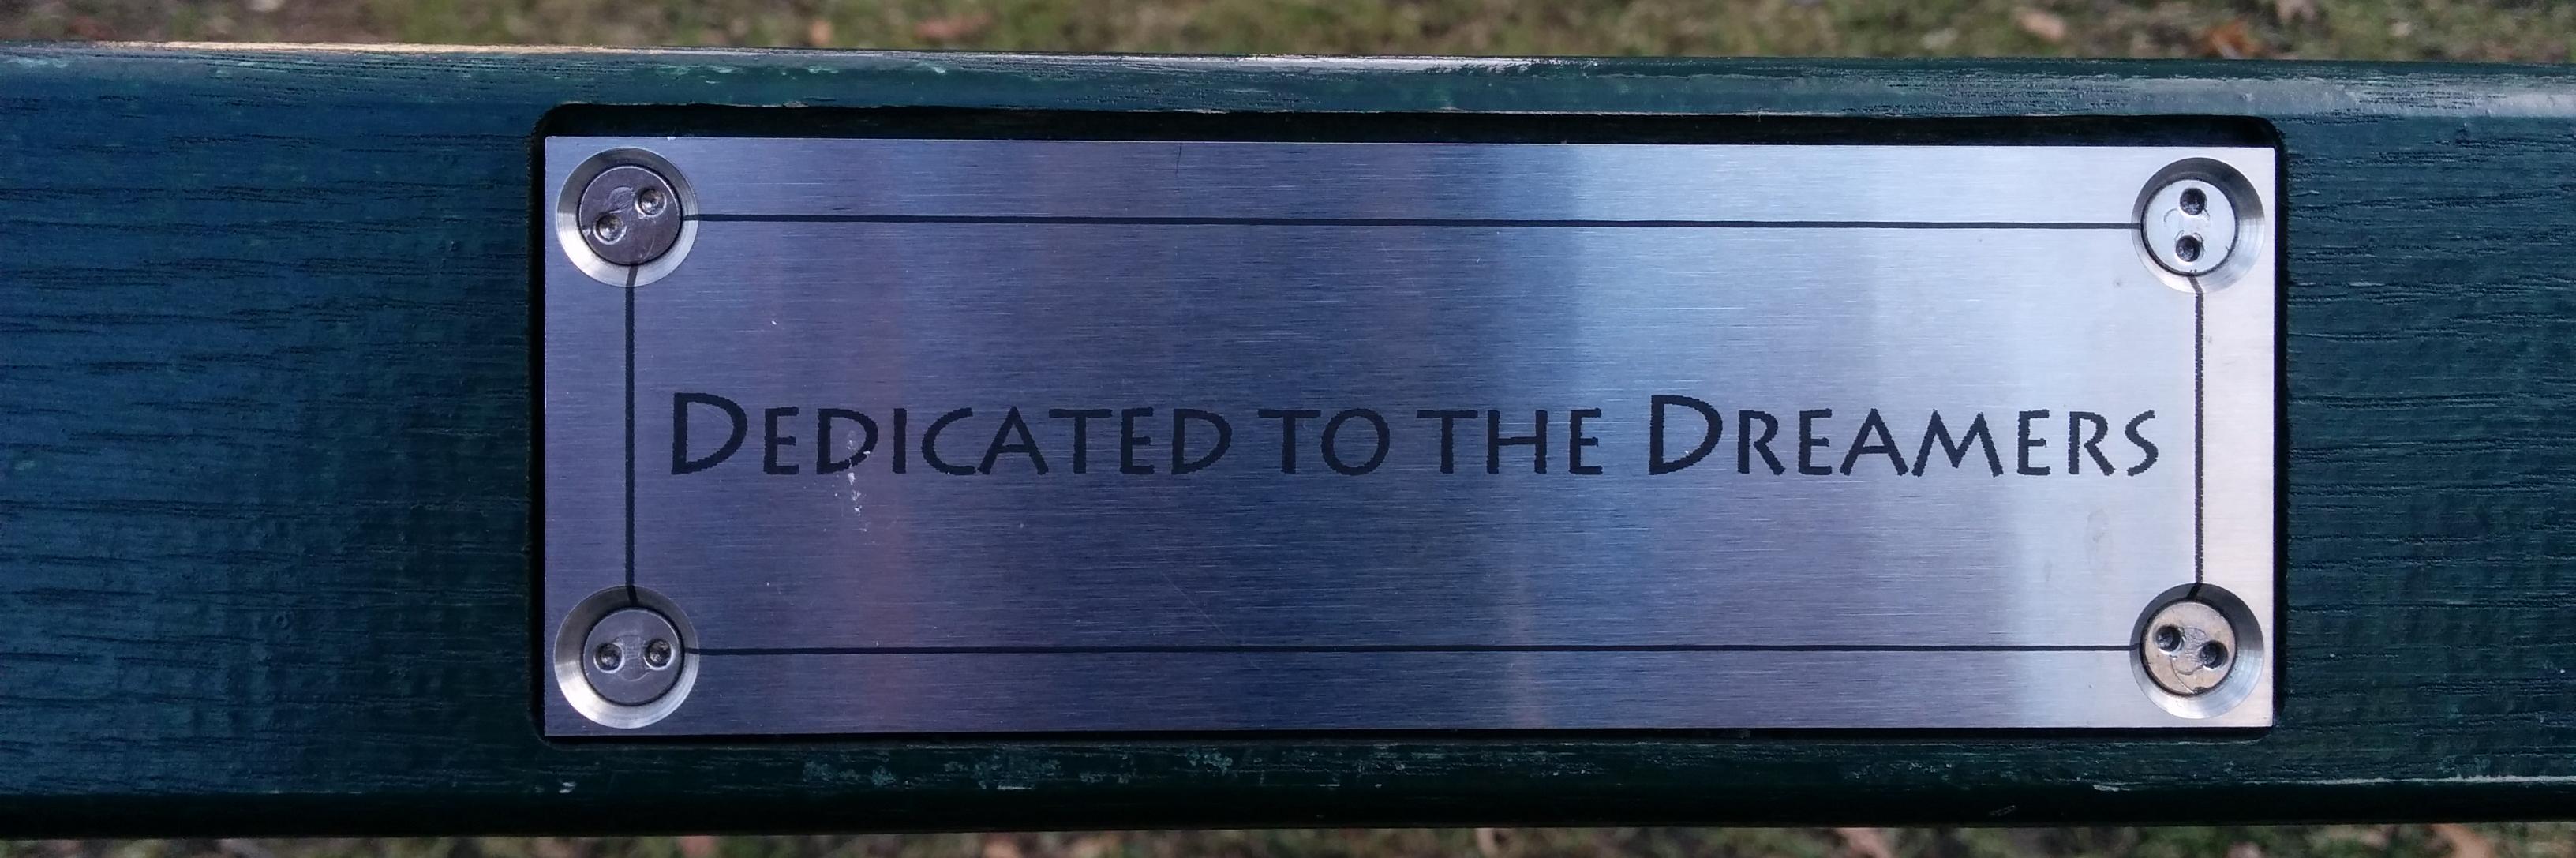 DEDICATED TO THE DREAMERS